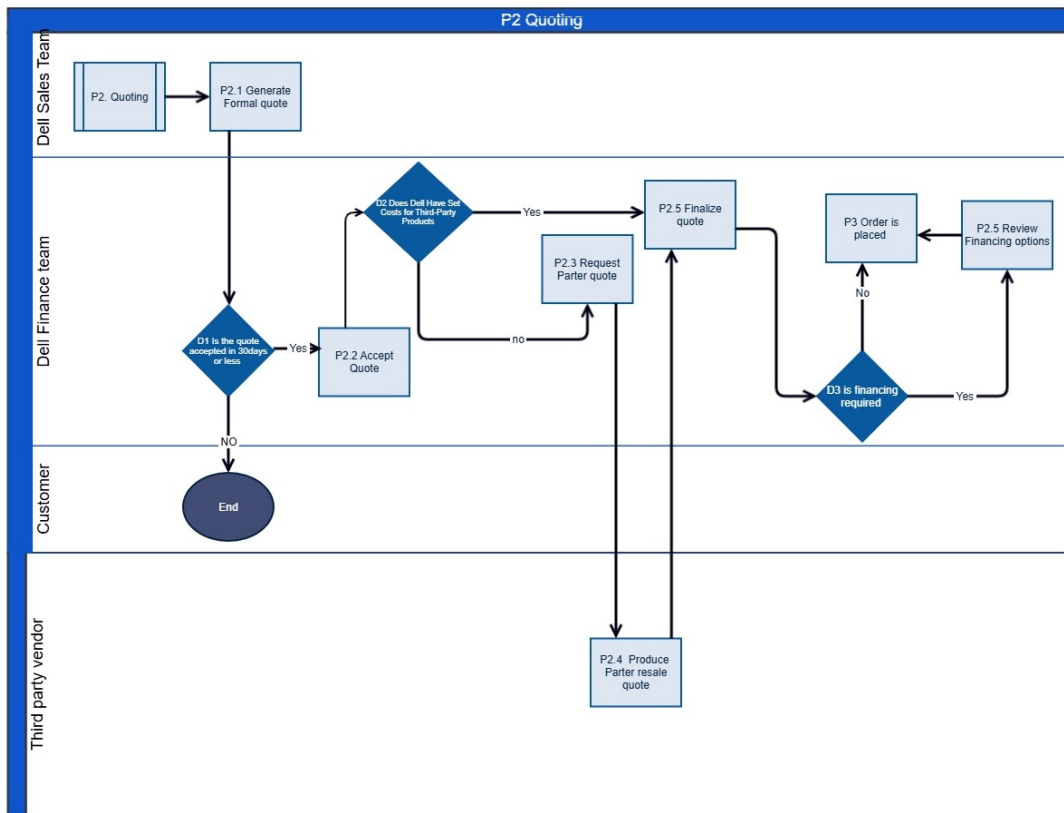 P2 Quoting
Dell Sales Team
P2. Quoting
P2.1 Generate
Formal quote
Dell Finance team
D2 Does Dell Have Set
Costs for Third-Party
Products
Yes
P2.5 Finalize
quote
P3 Order is
placed
P2.5 Review
Financing options
P2.3 Request
Parter quote
No
D1 Is the quote
accepted in 30days
or less
Yes
P2.2 Accept
Quote
no
D3 is financing
required
Yes
NO
Customer
End
Third party vendor
P2.4 Produce
Parter resale
quote